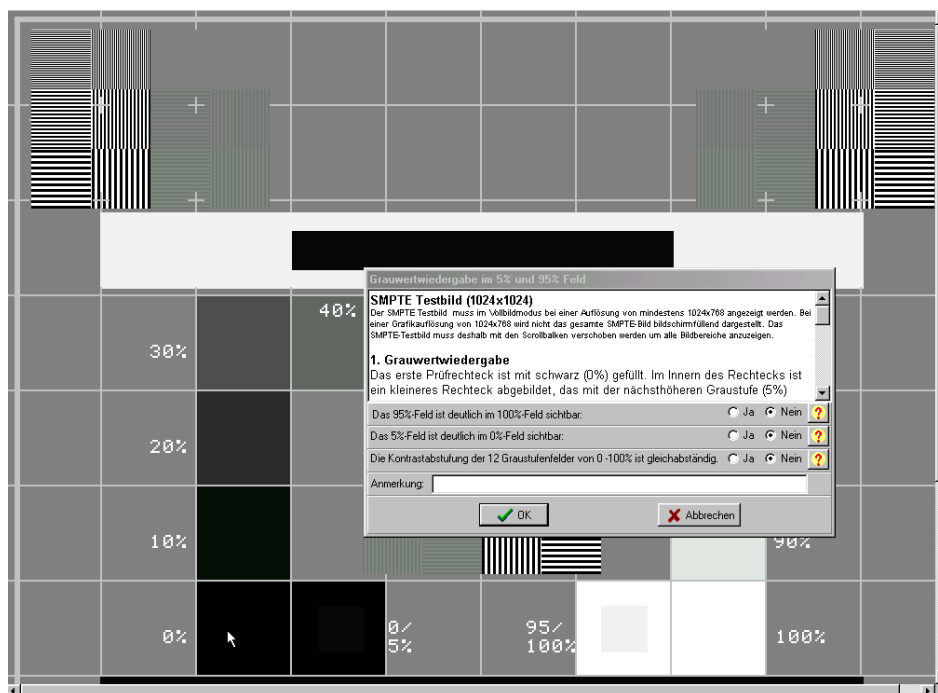 Grauwertwiedergabe im 5% und 95% Feld
SMPTE Testbild (1024x1024)
Der SMPTE Testbild muss im Vollbildmodus bei einer Auflösung von mindestens 1024x768 angezeigt werden. Bei
einer Grafikauflösung von 1024x768 wird nicht das gesamte SMPTE-Bild bildschirmfüllend dargestellt. Das
SMPTE-Testbild muss deshalb mit den Scrollbalken verschoben werden um alle Bildbereiche anzuzeigen.
1. Grauwertwiedergabe
Das erste Prüfrechteck ist mit schwarz (0%) gefüllt. Im Innern des Rechtecks ist
ein kleineres Rechteck abgebildet, das mit der nächsthöheren Graustufe (5%)
Das 95%-Feld ist deutlich im 100%-Feld sichtbar: Ja Nein ?
Das 5%-Feld ist deutlich im 0%-Feld sichtbar: Ja Nein ?
Die Kontrastabstufung der 12 Graustufenfelder von 0 -100% ist gleichabständig. Ja Nein ?
Anmerkung:
OK Abbrechen
40%
30%
20%
10%
90%
0%
0/
5%
95/
100%
100%